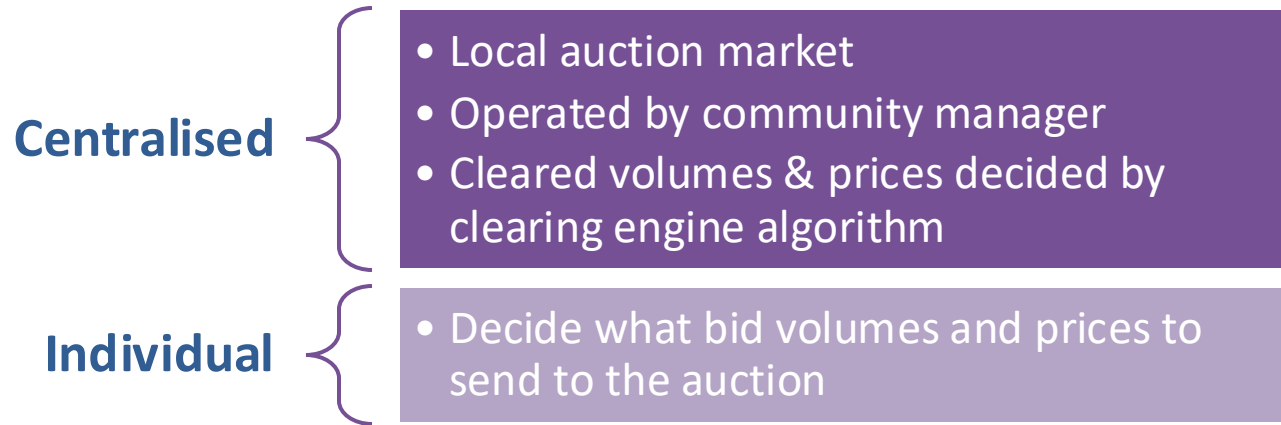 Centralised
• Local auction market
• Operated by community manager
• Cleared volumes & prices decided by
clearing engine algorithm
Individual
• Decide what bid volumes and prices to
send to the auction